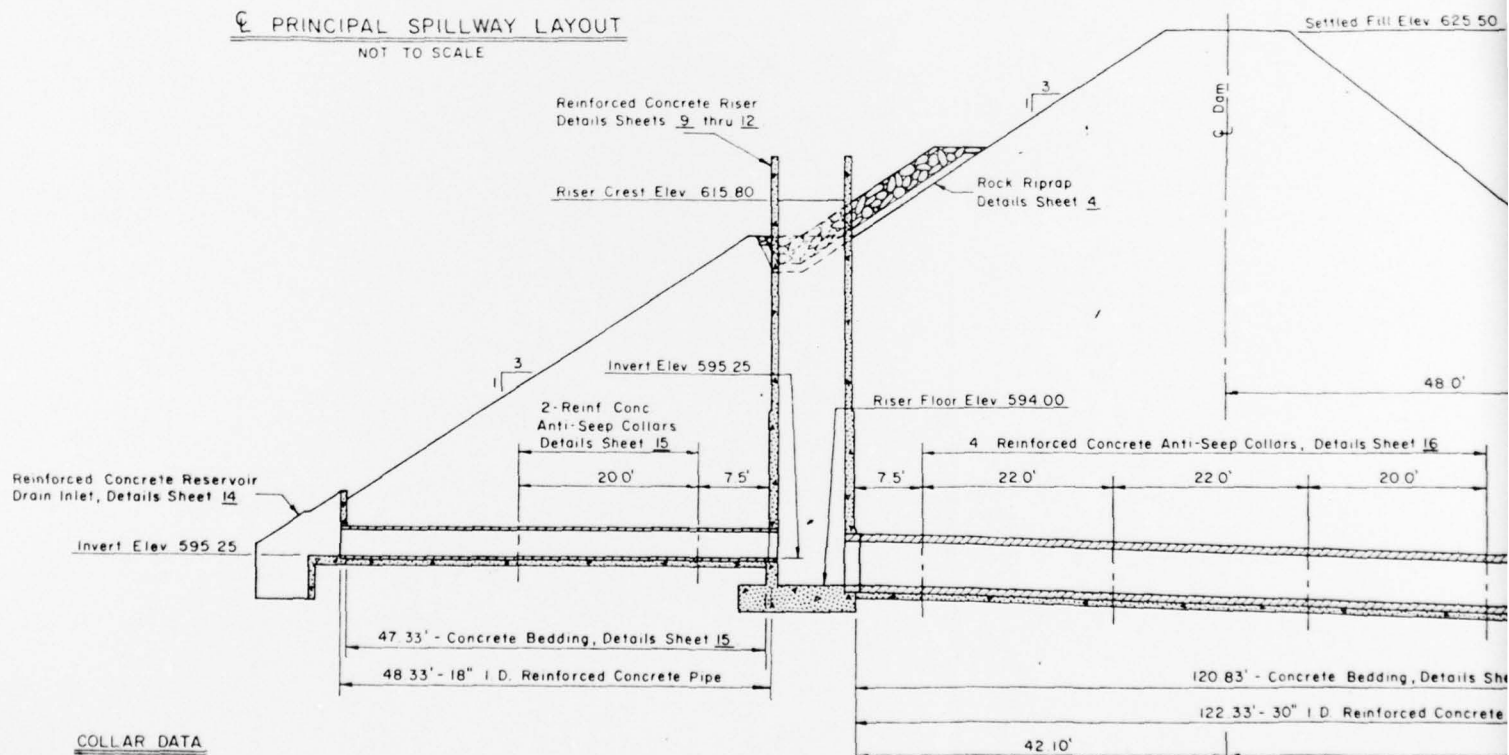 ℄ PRINCIPAL SPILLWAY LAYOUT
NOT TO SCALE
Settled Fill Elev 625.50
3
1
℄ Dam
Reinforced Concrete Riser
Details Sheets 9 thru 12
Riser Crest Elev 615.80
Rock Riprap
Details Sheet 4
3
1
Invert Elev 595.25
48.0'
2-Reinf Conc
Anti-Seep Collars
Details Sheet 15
Riser Floor Elev 594.00
4 Reinforced Concrete Anti-Seep Collars, Details Sheet 16
Reinforced Concrete Reservoir
Drain Inlet, Details Sheet 14
20.0'
7.5'
7.5'
22.0'
22.0'
20.0'
Invert Elev 595.25
47.33' - Concrete Bedding, Details Sheet 15
48.33' - 18" I.D. Reinforced Concrete Pipe
120.83' - Concrete Bedding, Details She
122.33' - 30" I.D. Reinforced Concrete
42.10'
COLLAR DATA